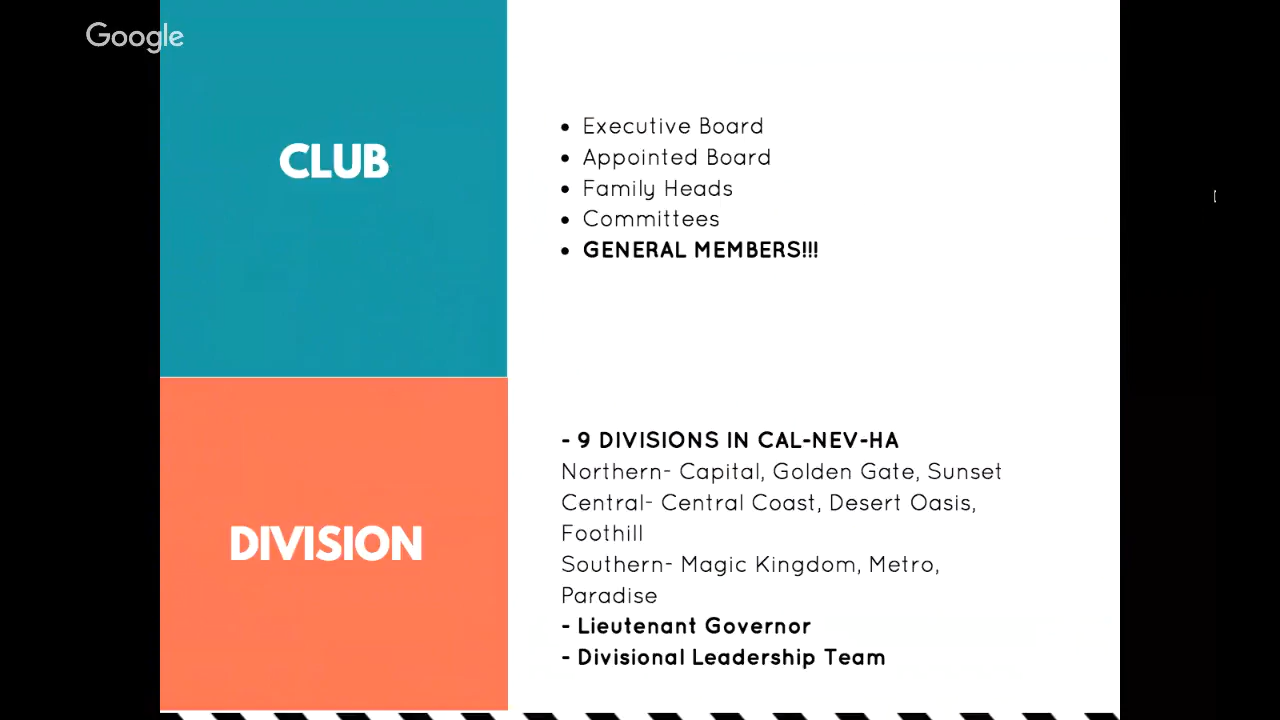 Google
CLUB
• Executive Board
• Appointed Board
• Family Heads
• Committees
• GENERAL MEMBERS!!!
DIVISION
- 9 DIVISIONS IN CAL-NEV-HA
Northern- Capital, Golden Gate, Sunset
Central- Central Coast, Desert Oasis,
Foothill
Southern- Magic Kingdom, Metro,
Paradise
- Lieutenant Governor
- Divisional Leadership Team